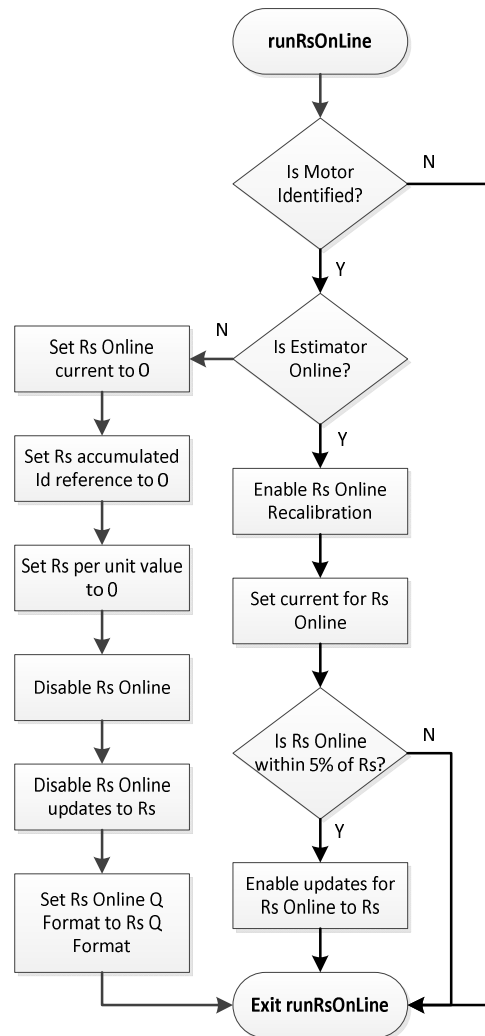 runRsOnLine
Is Motor
Identified?
N
Y
Is Estimator
Online?
N
Y
Set Rs Online
current to 0
Set Rs accumulated
Id reference to 0
Set Rs per unit value
to 0
Disable Rs Online
Disable Rs Online
updates to Rs
Set Rs Online Q
Format to Rs Q
Format
Enable Rs Online
Recalibration
Set current for Rs
Online
Is Rs Online
within 5% of Rs?
N
Y
Enable updates for
Rs Online to Rs
Exit runRsOnLine